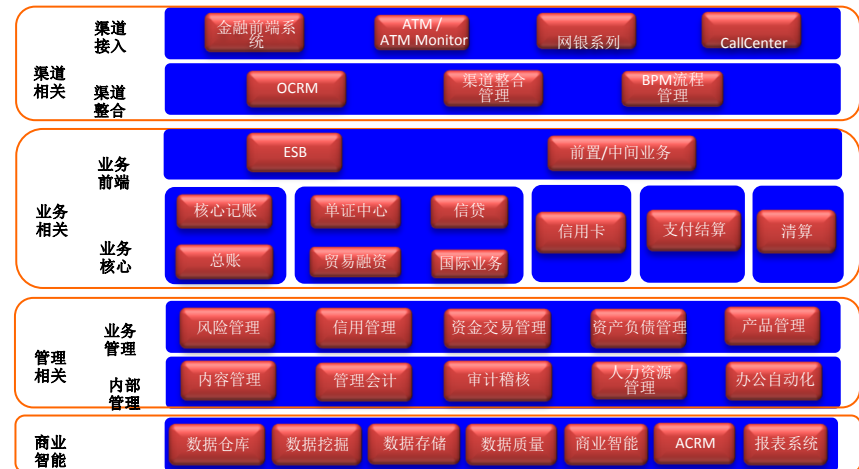 渠道
接入
金融前端系
统
ATM /
ATM Monitor
网银系列
CallCenter
渠道
相关
渠道
整合
OCRM
渠道整合
管理
BPM流程
管理
业务
前端
ESB
前置/中间业务
业务
相关
业务
核心
核心记账
单证中心
信贷
信用卡
支付结算
清算
总账
贸易融资
国际业务
业务
管理
风险管理
信用管理
资金交易管理
资产负债管理
产品管理
管理
相关
内部
管理
内容管理
管理会计
审计稽核
人力资源
管理
办公自动化
商业
智能
数据仓库
数据挖掘
数据存储
数据质量
商业智能
ACRM
报表系统